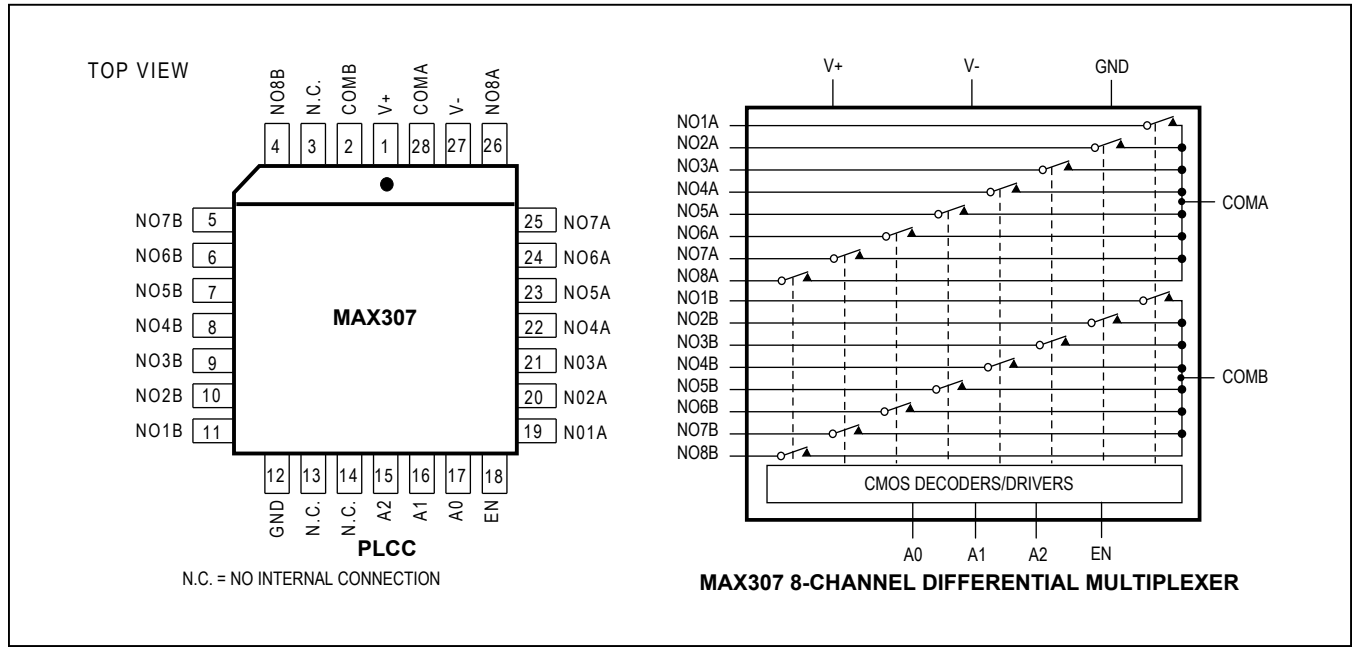 TOP VIEW
NO8B
N.C.
COMB
V+
COMA
V-
NO8A
4 3 2 1 28 27 26
NO7B 5
NO6B 6
NO5B 7
NO4B 8
NO3B 9
NO2B 10
NO1B 11
MAX307
25 NO7A
24 NO6A
23 NO5A
22 NO4A
21 N03A
20 N02A
19 N01A
12 13 14 15 16 17 18
GND
N.C.
N.C.
A2
A1
A0
EN
PLCC
N.C. = NO INTERNAL CONNECTION
V+ V- GND
NO1A
NO2A
NO3A
NO4A
NO5A
NO6A
NO7A
NO8A
NO1B
NO2B
NO3B
NO4B
NO5B
NO6B
NO7B
NO8B
COMA
COMB
CMOS DECODERS/DRIVERS
A0 A1 A2 EN
MAX307 8-CHANNEL DIFFERENTIAL MULTIPLEXER